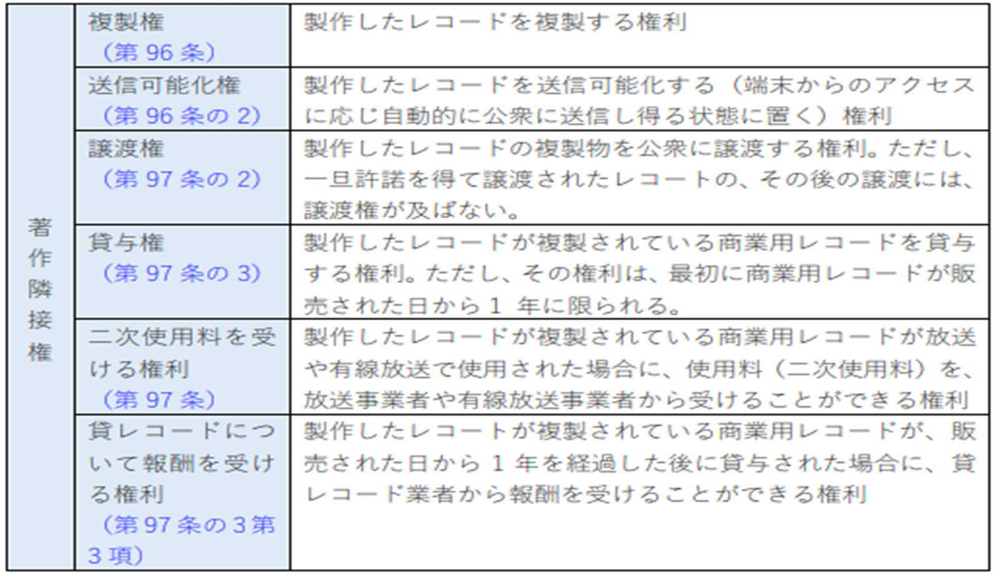 著作隣接権
複製権
（第 96 条）
製作したレコードを複製する権利
送信可能化権
（第 96 条の 2）
製作したレコードを送信可能化する（端末からのアクセス
に応じ自動的に公衆に送信し得る状態に置く）権利
譲渡権
（第 97 条の 2）
製作したレコードの複製物を公衆に譲渡する権利。ただし、
一旦許諾を得て譲渡されたレコートの、その後の譲渡には、
譲渡権が及ばない。
貸与権
（第 97 条の 3）
製作したレコードが複製されている商業用レコードを貸与
する権利。ただし、その権利は、最初に商業用レコードが販
売された日から 1 年に限られる。
二次使用料を受
ける権利
（第 97 条）
製作したレコードが複製されている商業用レコードが放送
や有線放送で使用された場合に、使用料（二次使用料）を、
放送事業者や有線放送事業者から受けることができる権利
貸レコードにつ
いて報酬を受け
る権利
（第 97 条の 3 第
3 項）
製作したレコートが複製されている商業用レコードが、販
売された日から 1 年を経過した後に貸与された場合に、貸
レコード業者から報酬を受けることができる権利